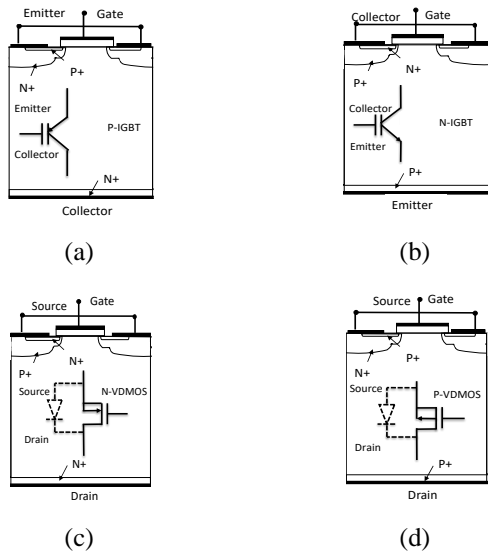 Emitter Gate
N+ P+
Emitter
P-IGBT
Collector
N+
Collector
(a)
Collector Gate
P+ N+
Collector
N-IGBT
Emitter
P+
Emitter
(b)
Source Gate
P+ N+
Source N-VDMOS
Drain
N+
Drain
(c)
Source Gate
N+ P+
Source P-VDMOS
Drain
P+
Drain
(d)